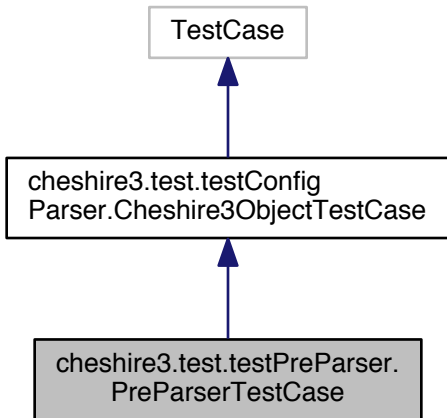 TestCase
cheshire3.test.testConfig
Parser.Cheshire3ObjectTestCase
cheshire3.test.testPreParser.
PreParserTestCase